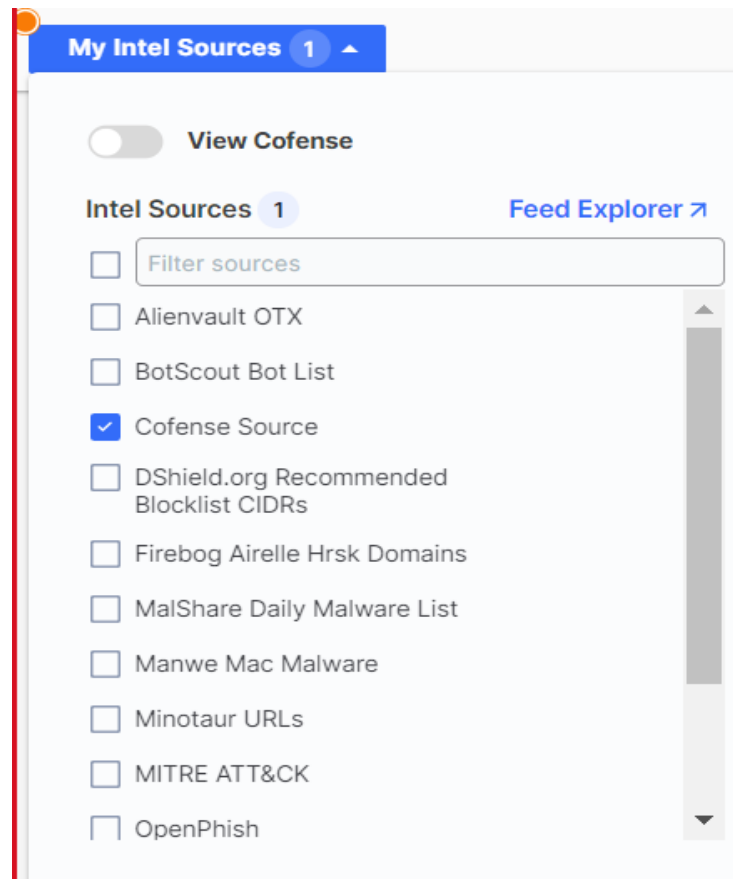 My Intel Sources 1
View Cofense
Intel Sources 1 Feed Explorer
Filter sources
Alienvault OTX
BotScout Bot List
Cofense Source
DShield.org Recommended
Blocklist CIDRs
Firebog Airelle Hrsk Domains
MalShare Daily Malware List
Manwe Mac Malware
Minotaur URLs
MITRE ATT&CK
OpenPhish